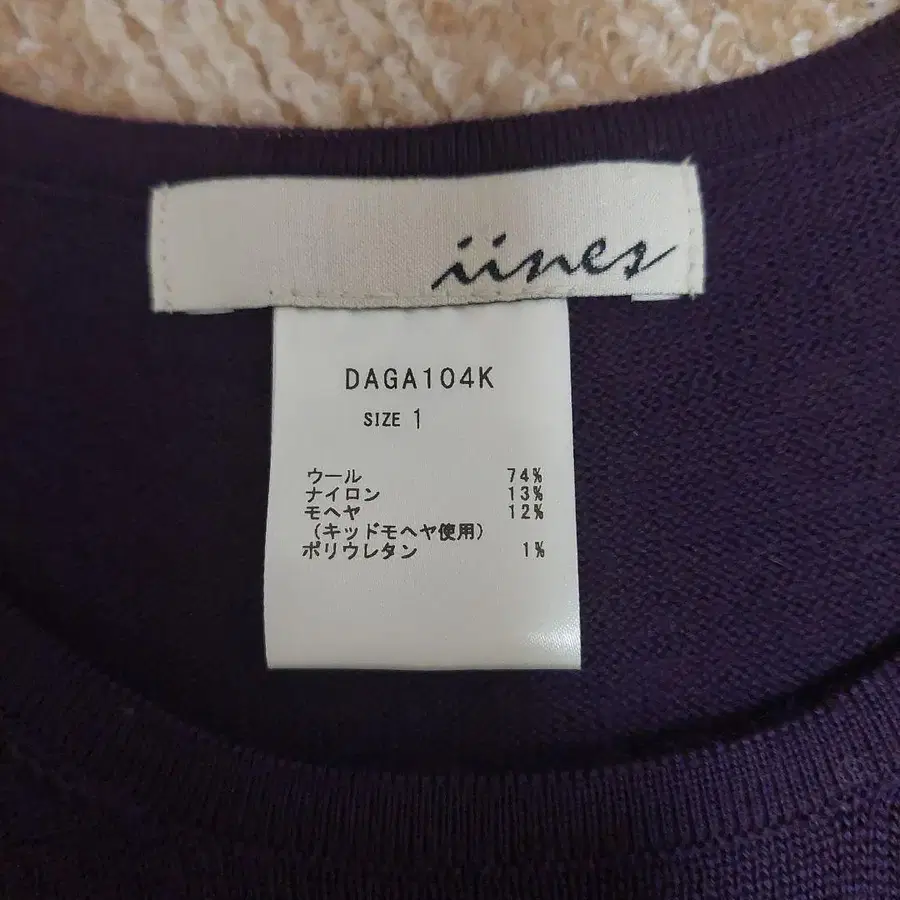 iines
DAGA104K
SIZE 1
ウール 74%
ナイロン 13%
モヘヤ 12%
(キッドモヘヤ使用)
ポリウレタン 1%